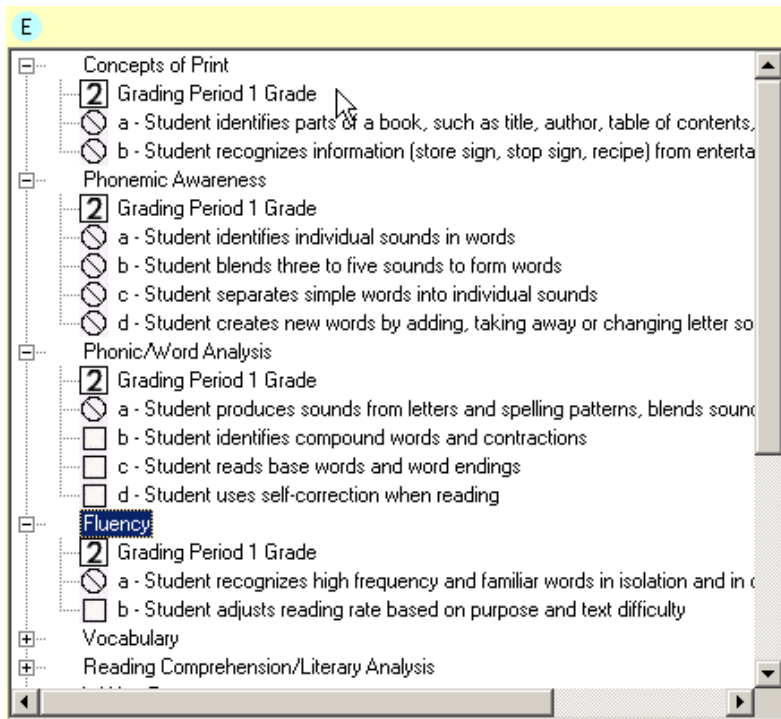 E
Concepts of Print
2 Grading Period 1 Grade
a - Student identifies parts of a book, such as title, author, table of contents,
b - Student recognizes information (store sign, stop sign, recipe) from enterta
Phonemic Awareness
2 Grading Period 1 Grade
a - Student identifies individual sounds in words
b - Student blends three to five sounds to form words
c - Student separates simple words into individual sounds
d - Student creates new words by adding, taking away or changing letter so
Phonic/Word Analysis
2 Grading Period 1 Grade
a - Student produces sounds from letters and spelling patterns, blends sound
b - Student identifies compound words and contractions
c - Student reads base words and word endings
d - Student uses self-correction when reading
Fluency
2 Grading Period 1 Grade
a - Student recognizes high frequency and familiar words in isolation and in c
b - Student adjusts reading rate based on purpose and text difficulty
Vocabulary
Reading Comprehension/Literary Analysis